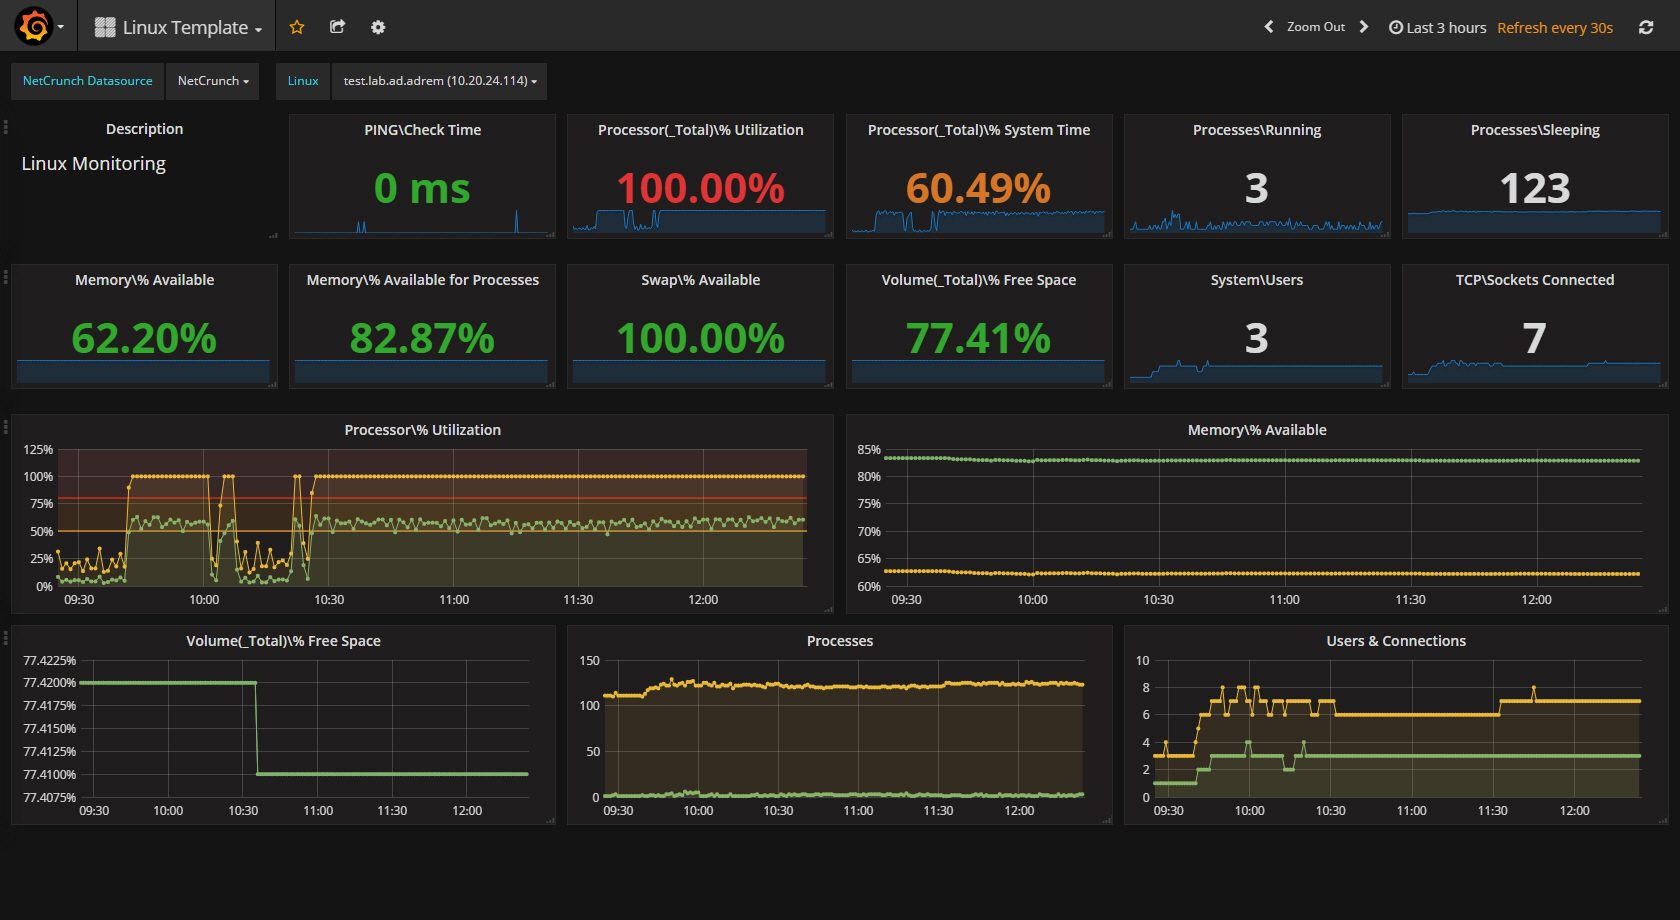 Linux Template
Zoom Out
Last 3 hours
Refresh every 30s
NetCrunch Datasource
NetCrunch
Linux
test.lab.ad.adrem (10.20.24.114)
Description
Linux Monitoring
PING\Check Time
0 ms
Processor(_Total)\% Utilization
100.00%
Processor(_Total)\% System Time
60.49%
Processes\Running
3
Processes\Sleeping
123
Memory\% Available
62.20%
Memory\% Available for Processes
82.87%
Swap\% Available
100.00%
Volume(_Total)\% Free Space
77.41%
System\Users
3
TCP\Sockets Connected
7
Processor\% Utilization
125%
100%
75%
50%
25%
0%
09:30 10:00 10:30 11:00 11:30 12:00
Memory\% Available
85%
80%
75%
70%
65%
60%
09:30 10:00 10:30 11:00 11:30 12:00
Volume(_Total)\% Free Space
77.4225%
77.4200%
77.4175%
77.4150%
77.4125%
77.4100%
77.4075%
09:30 10:00 10:30 11:00 11:30 12:00
Processes
150
100
50
0
09:30 10:00 10:30 11:00 11:30 12:00
Users & Connections
10
8
6
4
2
0
09:30 10:00 10:30 11:00 11:30 12:00